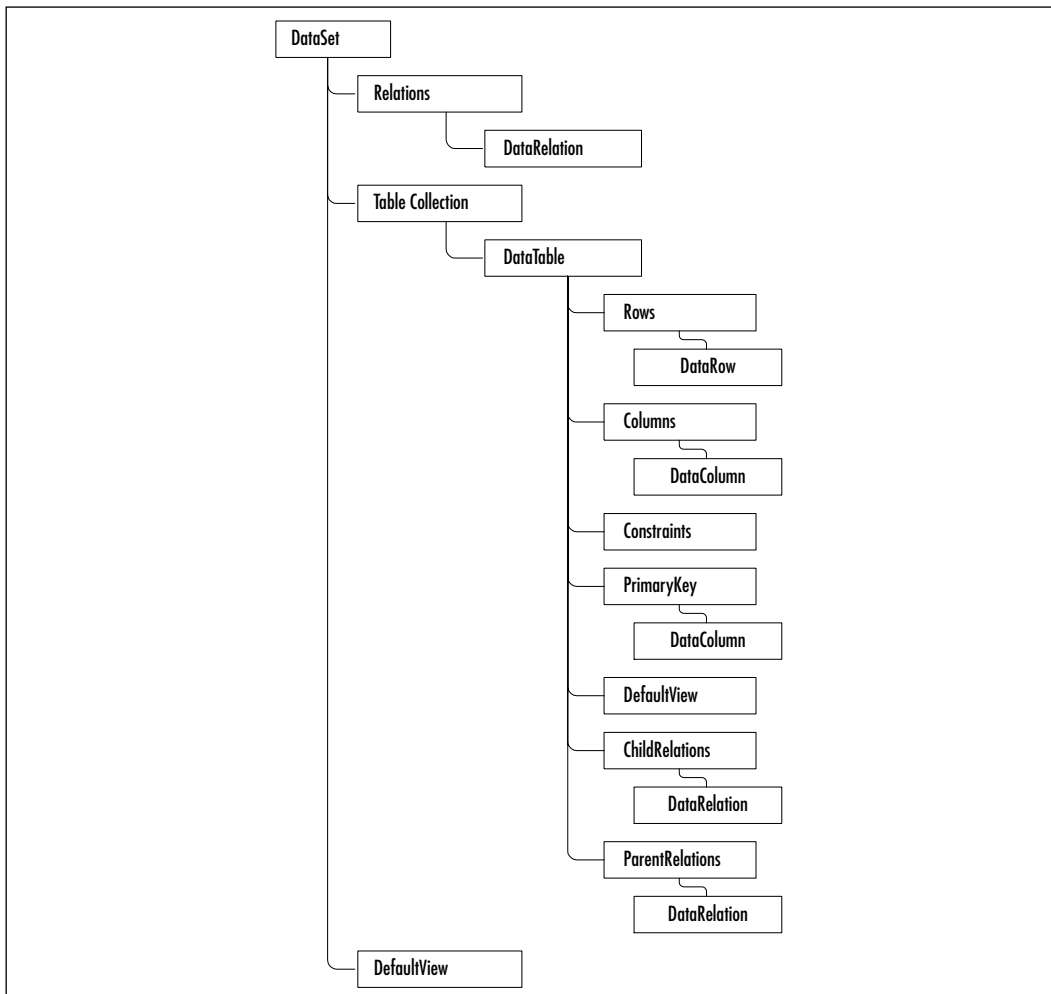 DataSet
Relations
DataRelation
Table Collection
DataTable
Rows
DataRow
Columns
DataColumn
Constraints
PrimaryKey
DataColumn
DefaultView
ChildRelations
DataRelation
ParentRelations
DataRelation
DefaultView